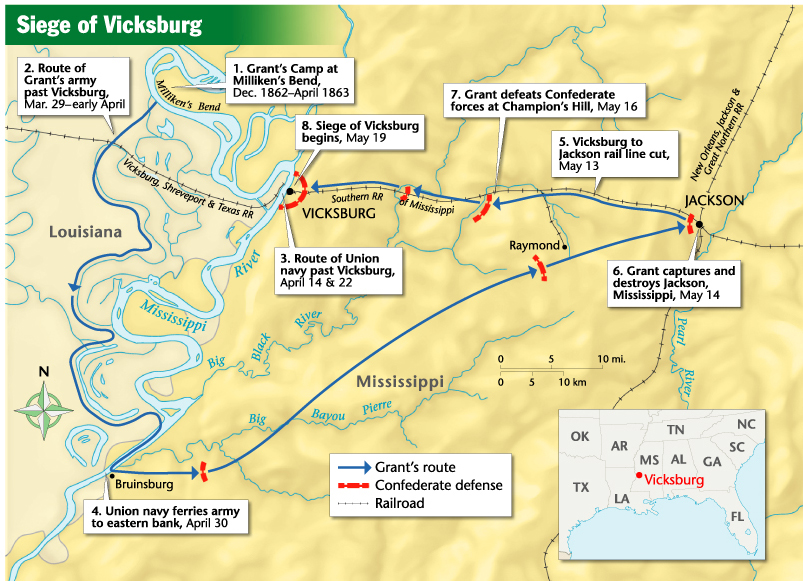 Siege of Vicksburg
2. Route of
Grant's army
past Vicksburg,
Mar. 29–early April
1. Grant's Camp at
Milliken's Bend,
Dec. 1862–April 1863
Milliken's Bend
7. Grant defeats Confederate
forces at Champion's Hill, May 16
8. Siege of Vicksburg
begins, May 19
5. Vicksburg to
Jackson rail line cut,
May 13
New Orleans, Jackson &
Great Northern RR
Vicksburg, Shreveport & Texas RR
Southern RR
of Mississippi
VICKSBURG
JACKSON
Louisiana
Raymond
3. Route of Union
navy past Vicksburg,
April 14 & 22
6. Grant captures and
destroys Jackson,
Mississippi, May 14
Mississippi
River
Big
Black
River
Pearl
River
0 5 10 mi.
0 5 10 km
Mississippi
Big
Bayou
Pierre
N
Bruinsburg
4. Union navy ferries army
to eastern bank, April 30
Grant's route
Confederate defense
Railroad
OK
AR
TN
NC
SC
MS
AL
GA
TX
LA
FL
Vicksburg